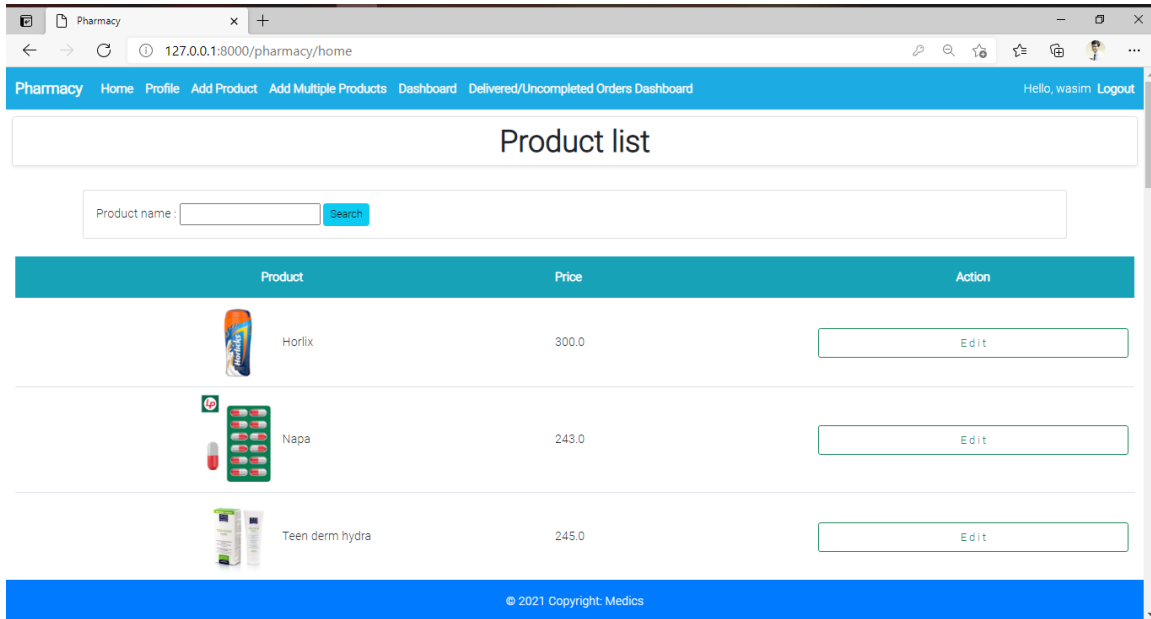 Pharmacy
127.0.0.1:8000/pharmacy/home
Pharmacy Home Profile Add Product Add Multiple Products Dashboard Delivered/Uncompleted Orders Dashboard Hello, wasim Logout
Product list
Product name : Search
Product Price Action
Horlicks
Horlix 300.0 Edit
LP
Napa 243.0 Edit
Teen derm hydra 245.0 Edit
© 2021 Copyright: Medics